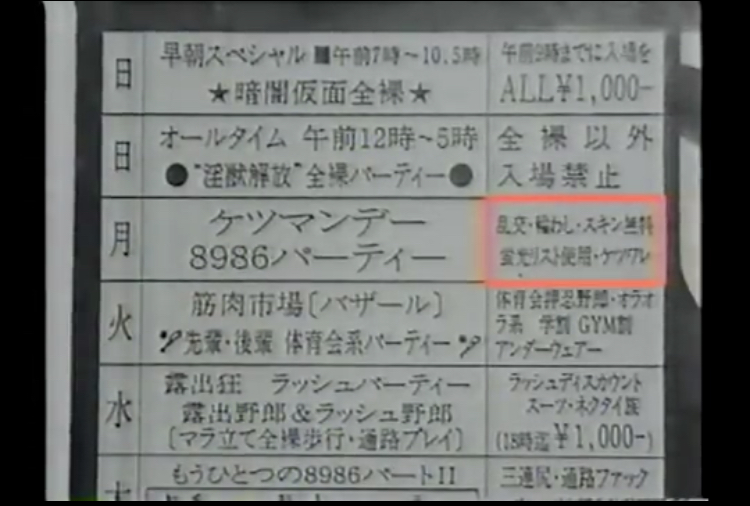 日
早朝スペシャル ■午前7時～10.5時
★暗闇仮面全裸★
午前9時までに入場を
ALL¥1,000-
日
オールタイム 午前12時～5時
●"淫獣解放"全裸パーティー●
全裸以外
入場禁止
月
ケツマンデー
8986パーティー
乱交・輪わし・スキン無料
蛍光リスト使用・ケツワレ
火
筋肉市場〔バザール〕
先輩・後輩 体育会系パーティー
体育会押忍野郎・オラオ
ラ系 学割 GYM割
アンダーウェアー
水
露出狂 ラッシュパーティー
露出野郎&ラッシュ野郎
〔マラ立て全裸歩行・通路プレイ〕
ラッシュディスカウント
スーツ・ネクタイ族
(18時迄¥1,000-)
もうひとつの8986パートII
三連尻・通路ファック